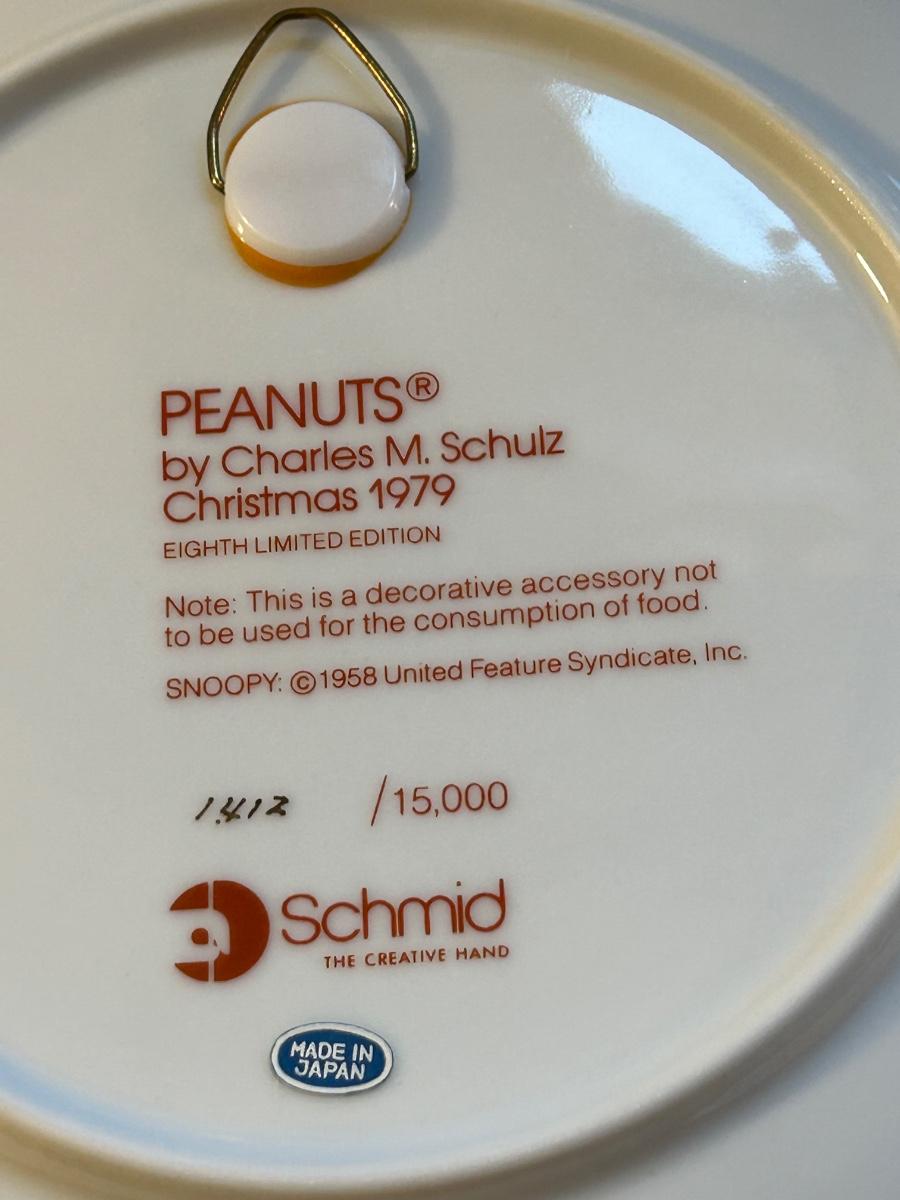 PEANUTS®
by Charles M. Schulz
Christmas 1979
EIGHTH LIMITED EDITION
Note: This is a decorative accessory not
to be used for the consumption of food.
SNOOPY: ©1958 United Feature Syndicate, Inc.
1412 /15,000
Schmid
THE CREATIVE HAND
MADE IN
JAPAN